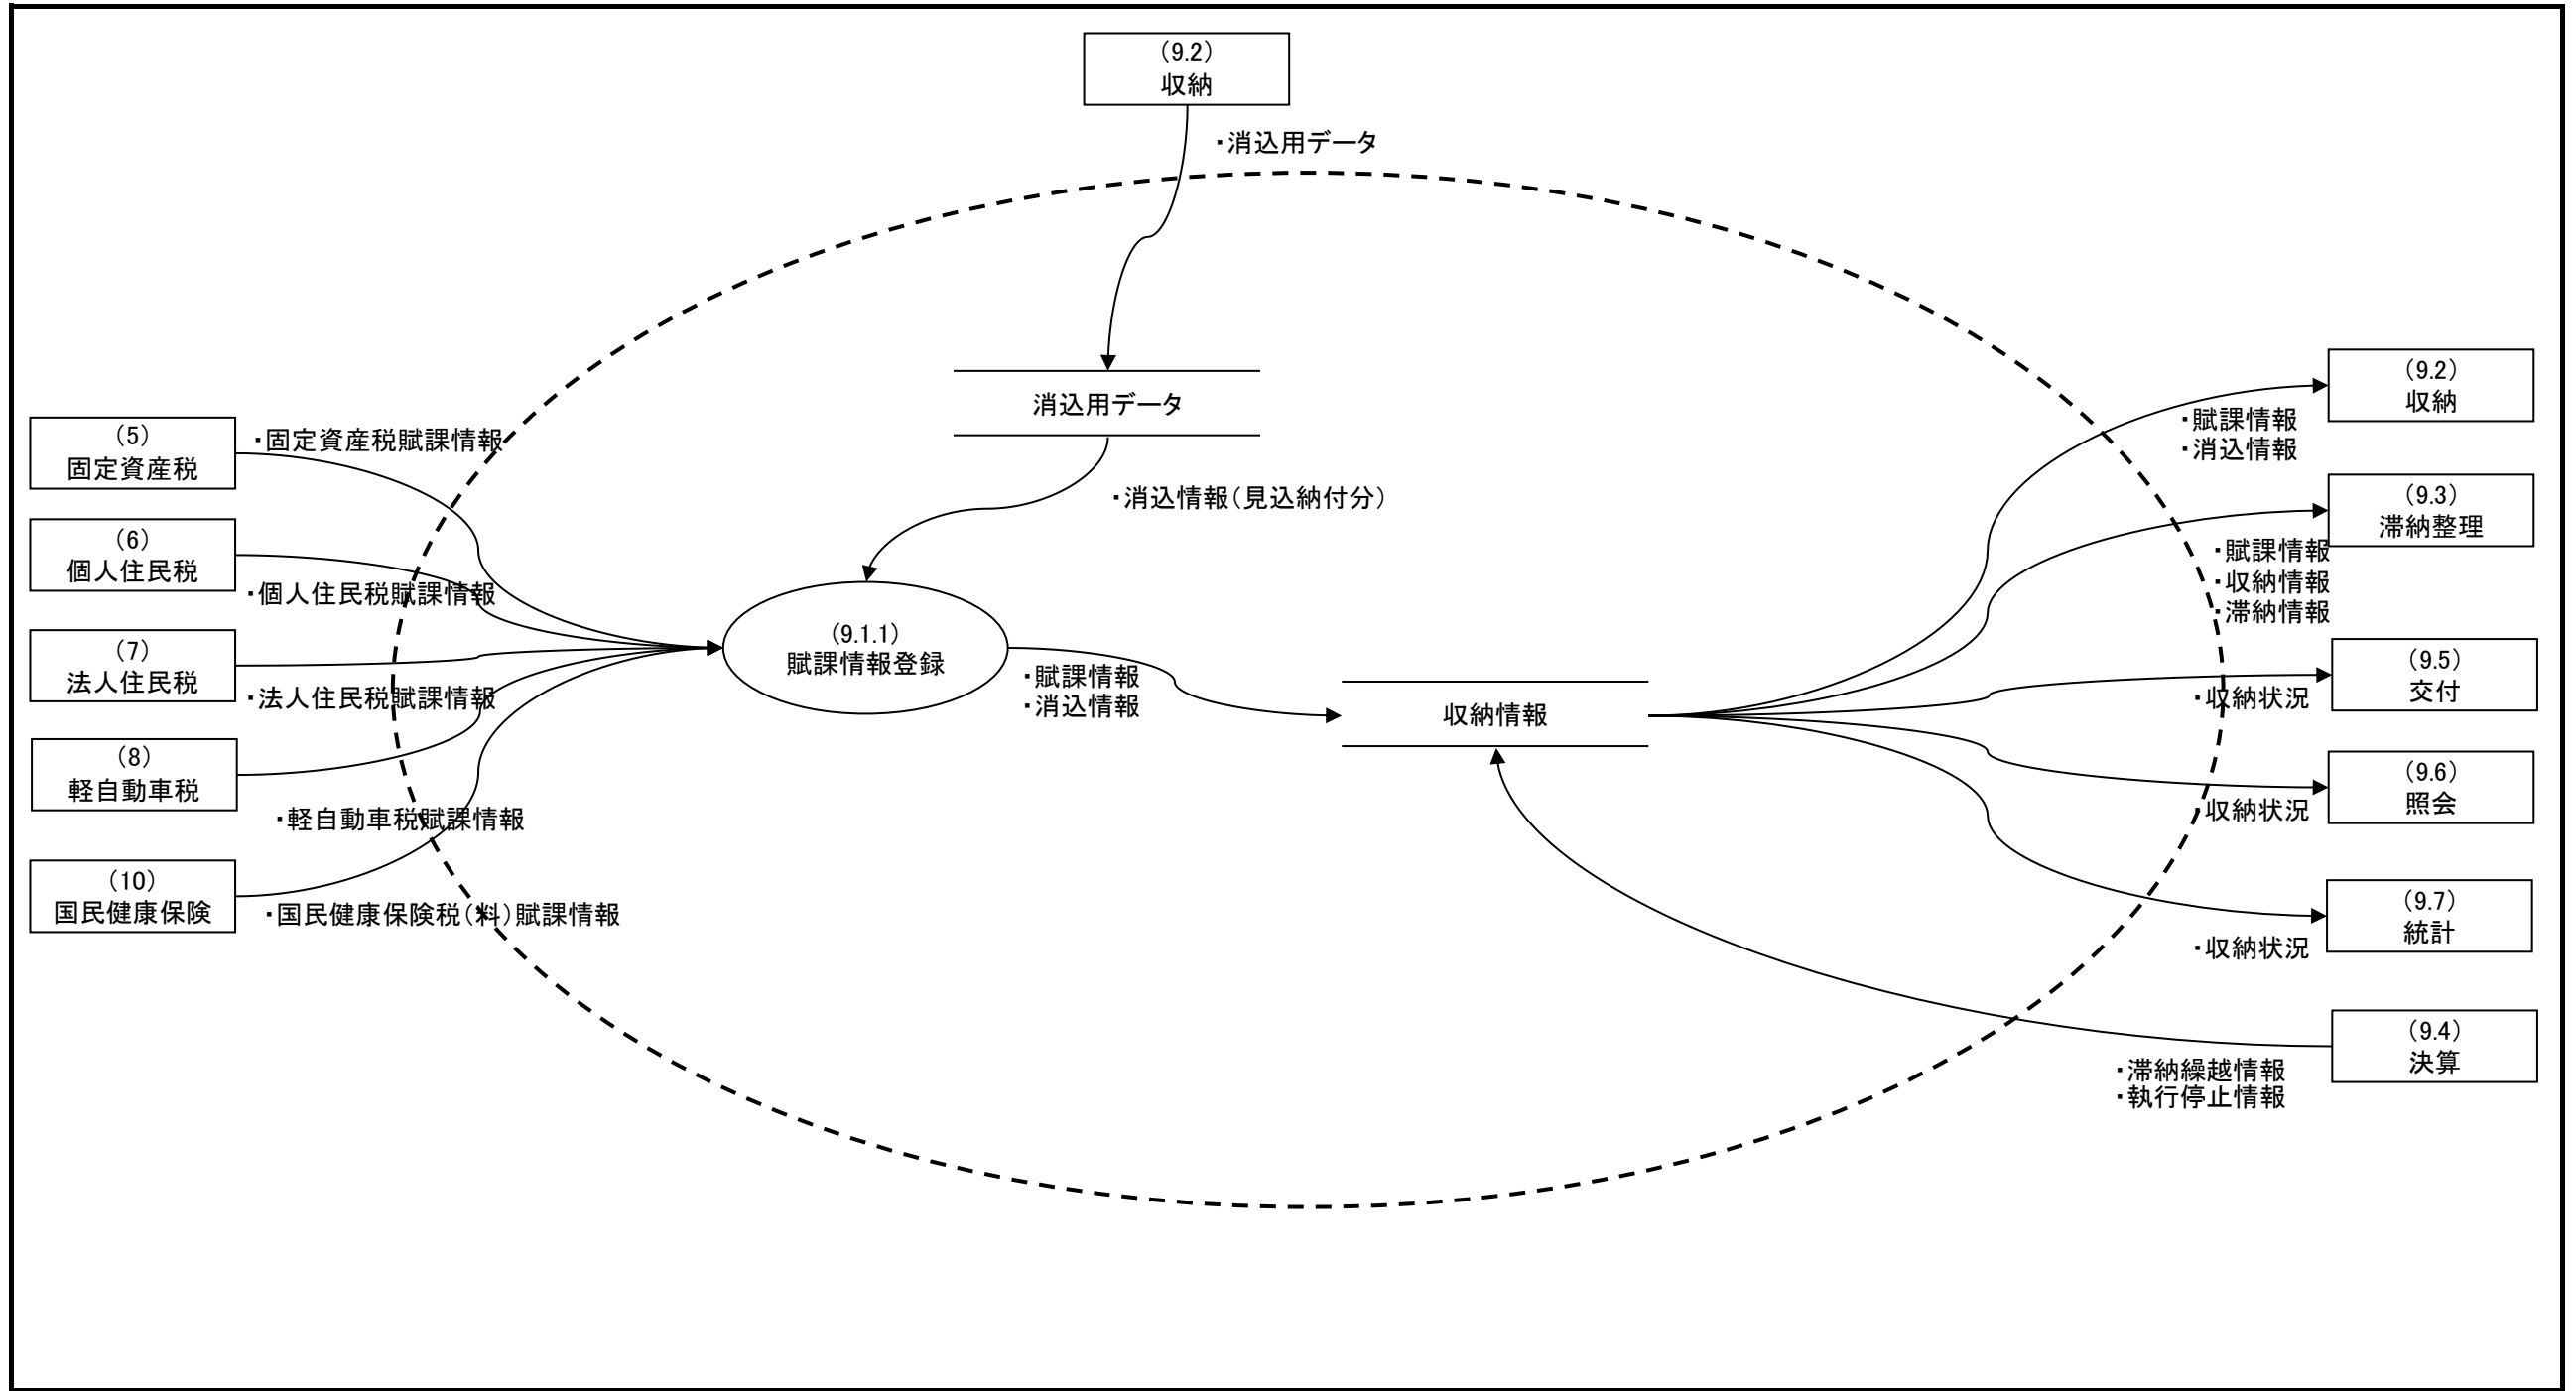 （9.2）
収納
・消込用データ
消込用データ
・消込情報（見込納付分）
（5）
固定資産税
・固定資産税賦課情報
（6）
個人住民税
・個人住民税賦課情報
（7）
法人住民税
・法人住民税賦課情報
（8）
軽自動車税
・軽自動車税賦課情報
（10）
国民健康保険
・国民健康保険税（料）賦課情報
（9.1.1）
賦課情報登録
・賦課情報
・消込情報
収納情報
（9.2）
収納
・賦課情報
・消込情報
（9.3）
滞納整理
・賦課情報
・収納情報
・滞納情報
（9.5）
交付
・収納状況
（9.6）
照会
・収納状況
（9.7）
統計
・収納状況
（9.4）
決算
・滞納繰越情報
・執行停止情報